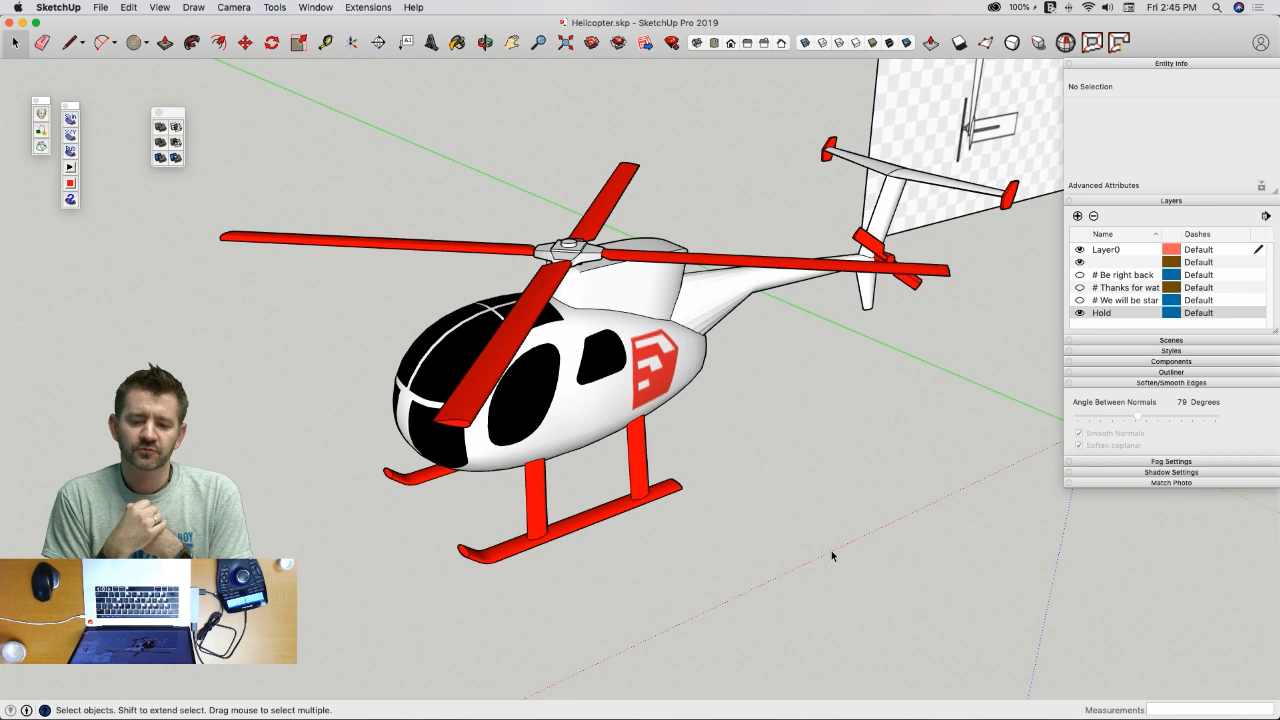 SketchUp File Edit View Draw Camera Tools Window Extensions Help 100% Fri 2:45 PM
Helicopter.skp - SketchUp Pro 2019
Entity Info
No Selection
Advanced Attributes
Layers
Name Dashes
Layer0 Default
Default
# Be right back Default
# Thanks for wat Default
# We will be star Default
Hold Default
Scenes
Styles
Components
Outliner
Soften/Smooth Edges
Angle Between Normals 79 Degrees
Smooth Normals
Soften coplanar
Fog Settings
Shadow Settings
Match Photo
Select objects. Shift to extend select. Drag mouse to select multiple. Measurements